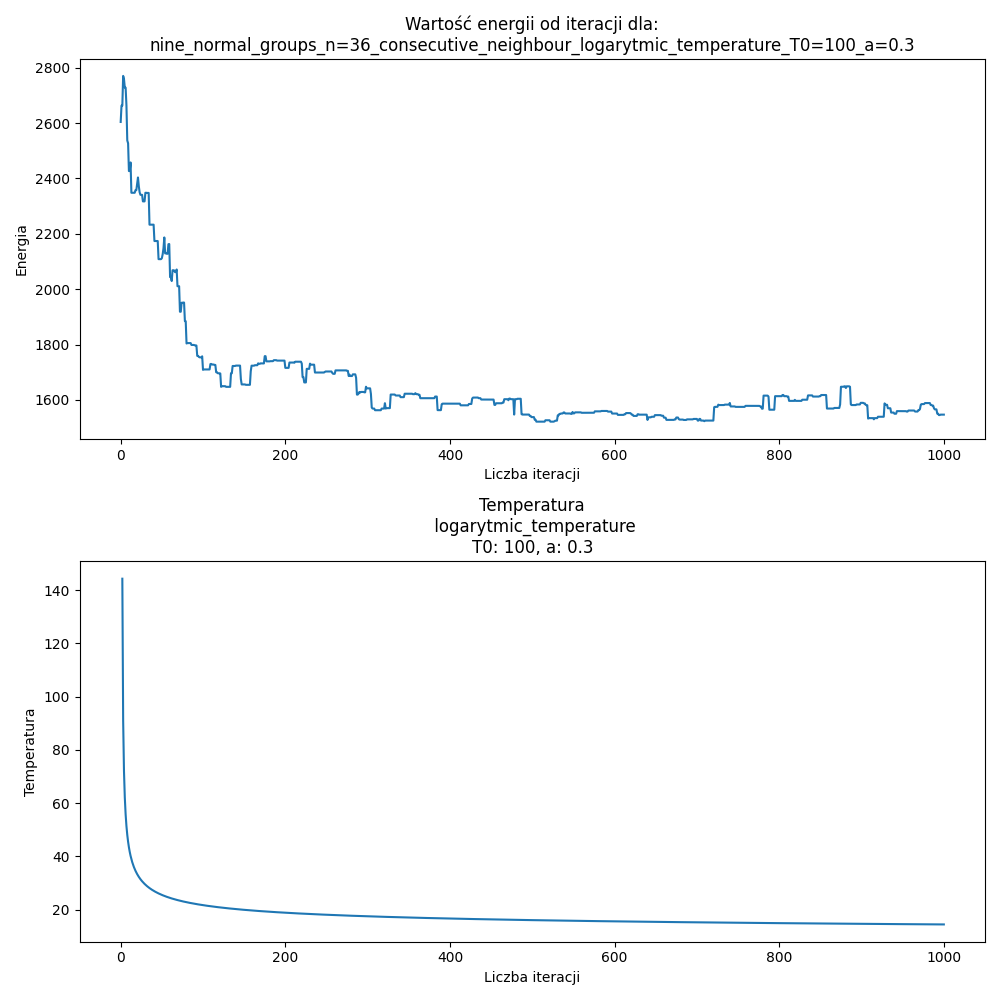 Wartość energii od iteracji dla:
nine_normal_groups_n=36_consecutive_neighbour_logarytmic_temperature_T0=100_a=0.3
2800
2600
2400
2200
2000
1800
1600
Energia
0 200 400 600 800 1000
Liczba iteracji
Temperatura
logarytmic_temperature
T0: 100, a: 0.3
140
120
100
80
60
40
20
Temperatura
0 200 400 600 800 1000
Liczba iteracji